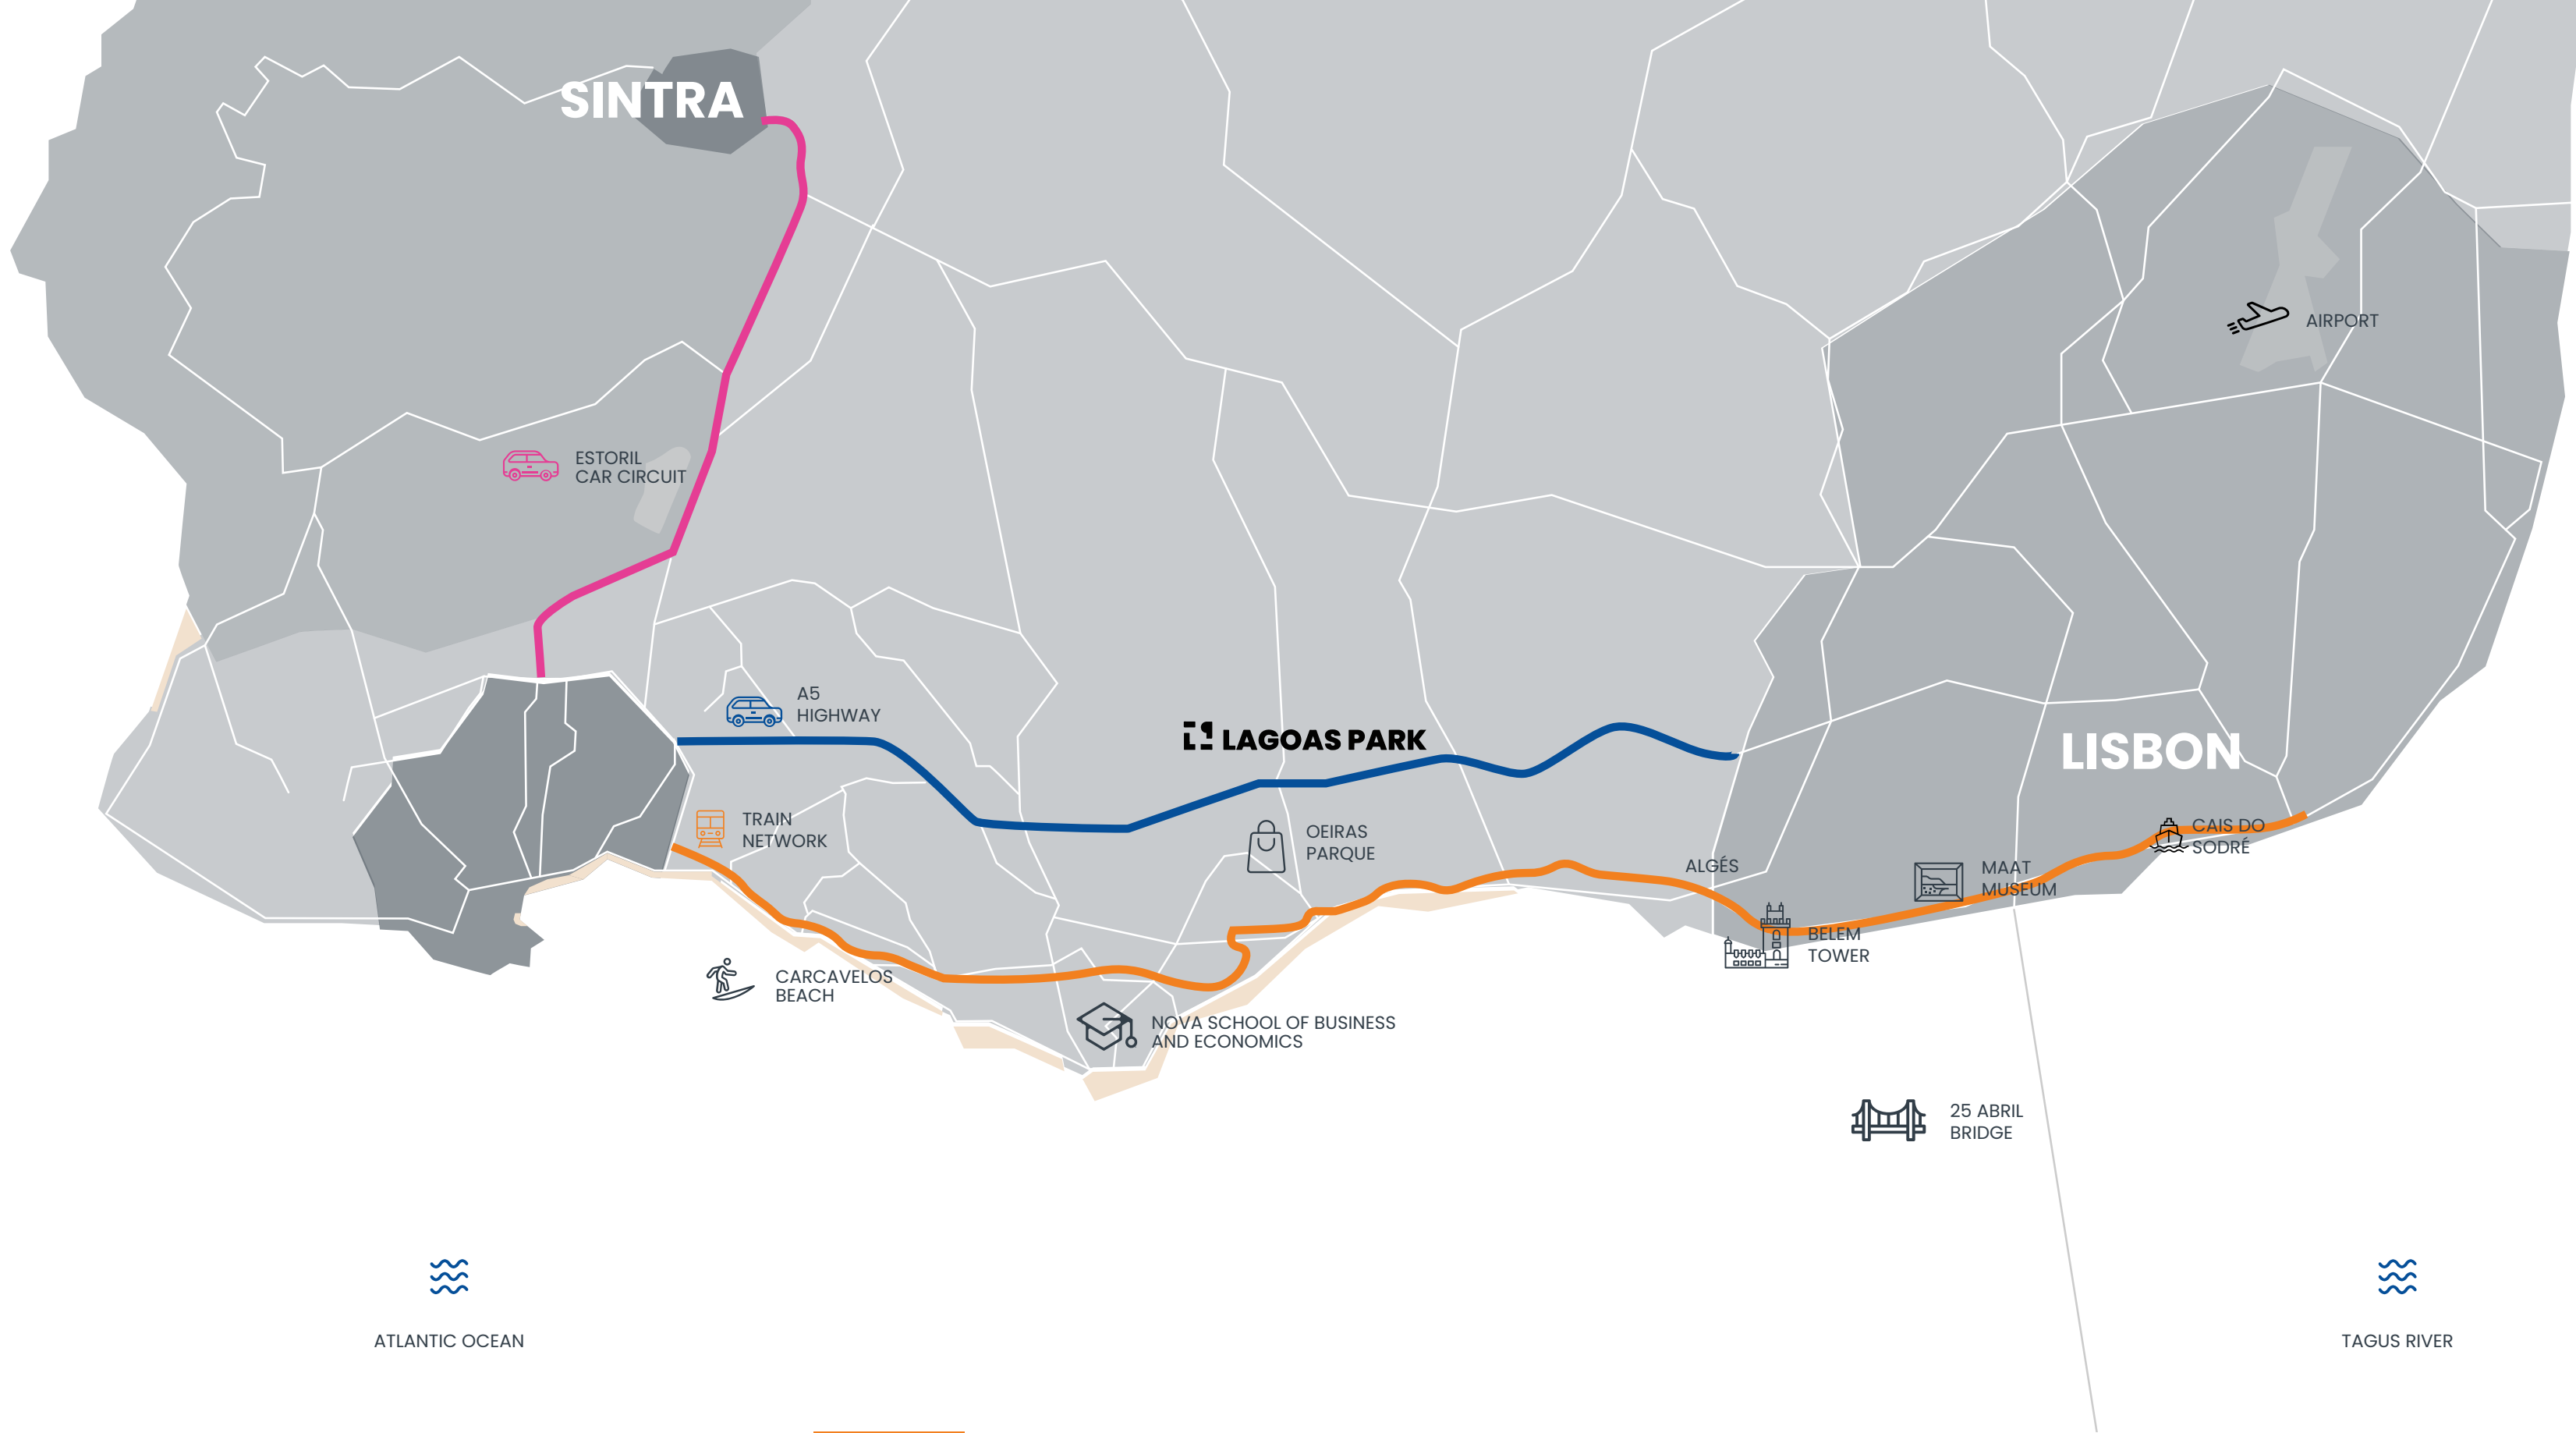 SINTRA
AIRPORT
ESTORIL
CAR CIRCUIT
A5
HIGHWAY
LAGOAS PARK
LISBON
TRAIN
NETWORK
OEIRAS
PARQUE
CAIS DO
SODRÉ
ALGÉS
MAAT
MUSEUM
BELEM
TOWER
CARCAVELOS
BEACH
NOVA SCHOOL OF BUSINESS
AND ECONOMICS
25 ABRIL
BRIDGE
ATLANTIC OCEAN
TAGUS RIVER